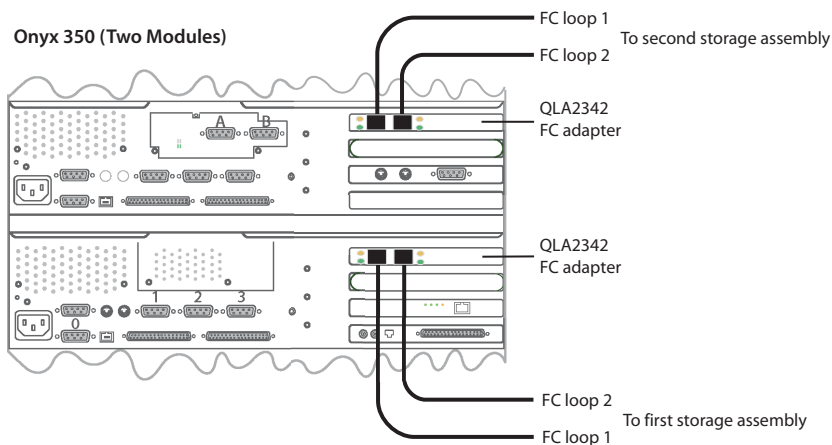 FC loop 1
To second storage assembly
Onyx 350 (Two Modules)
FC loop 2
QLA2342
FC adapter
A B
QLA2342
FC adapter
1 2 3
0
FC loop 2
To first storage assembly
FC loop 1